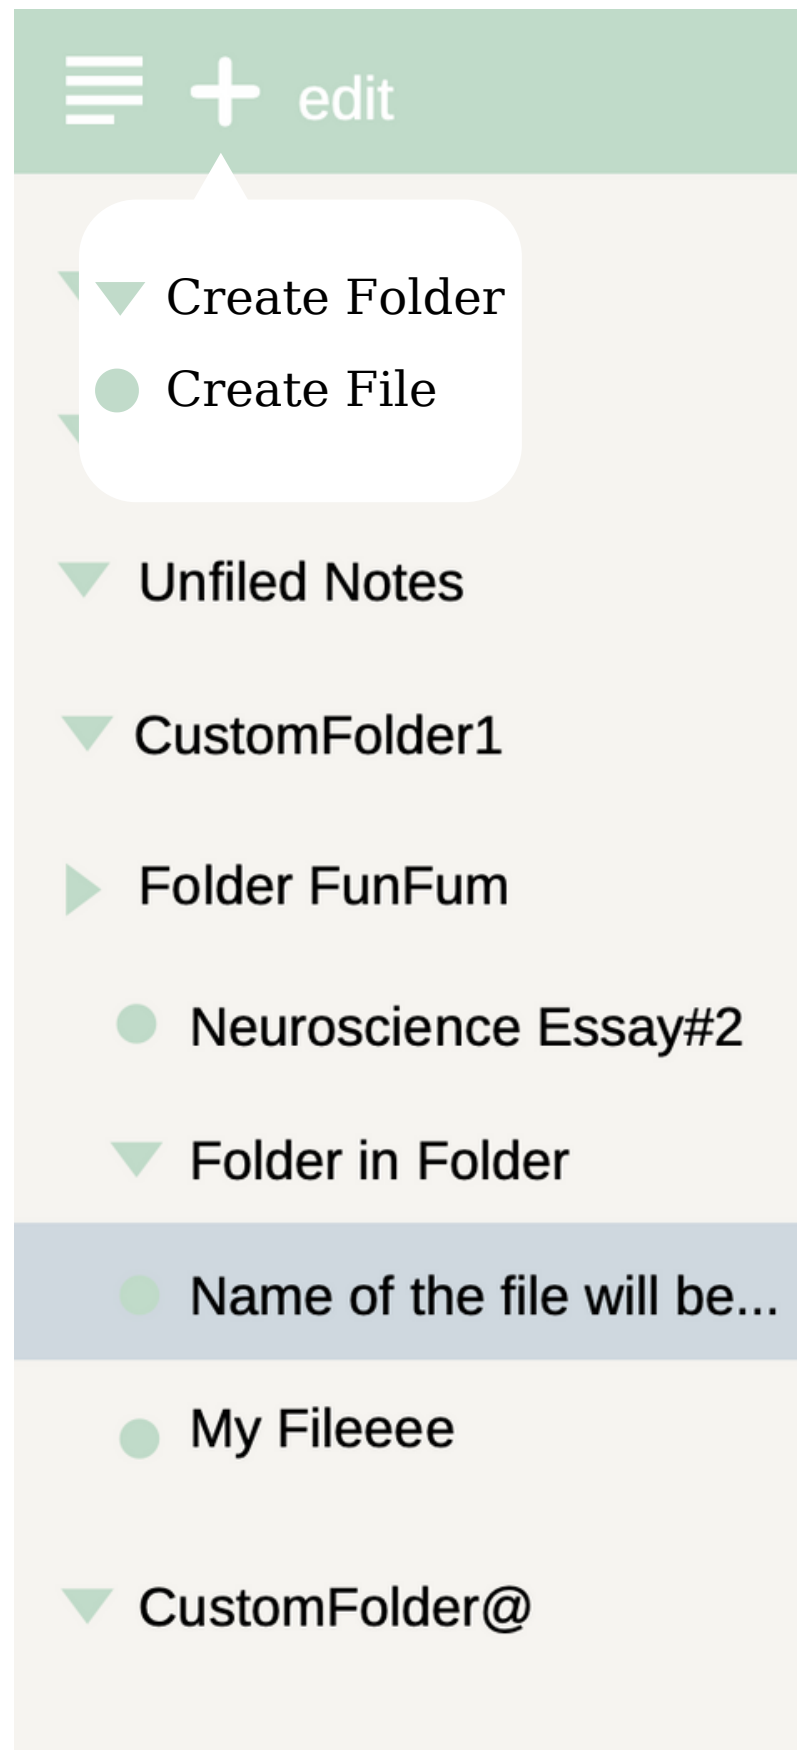 edit
Create Folder
Create File
Unfiled Notes
CustomFolder1
Folder FunFum
Neuroscience Essay#2
Folder in Folder
Name of the file will be...
My Fileeee
CustomFolder@